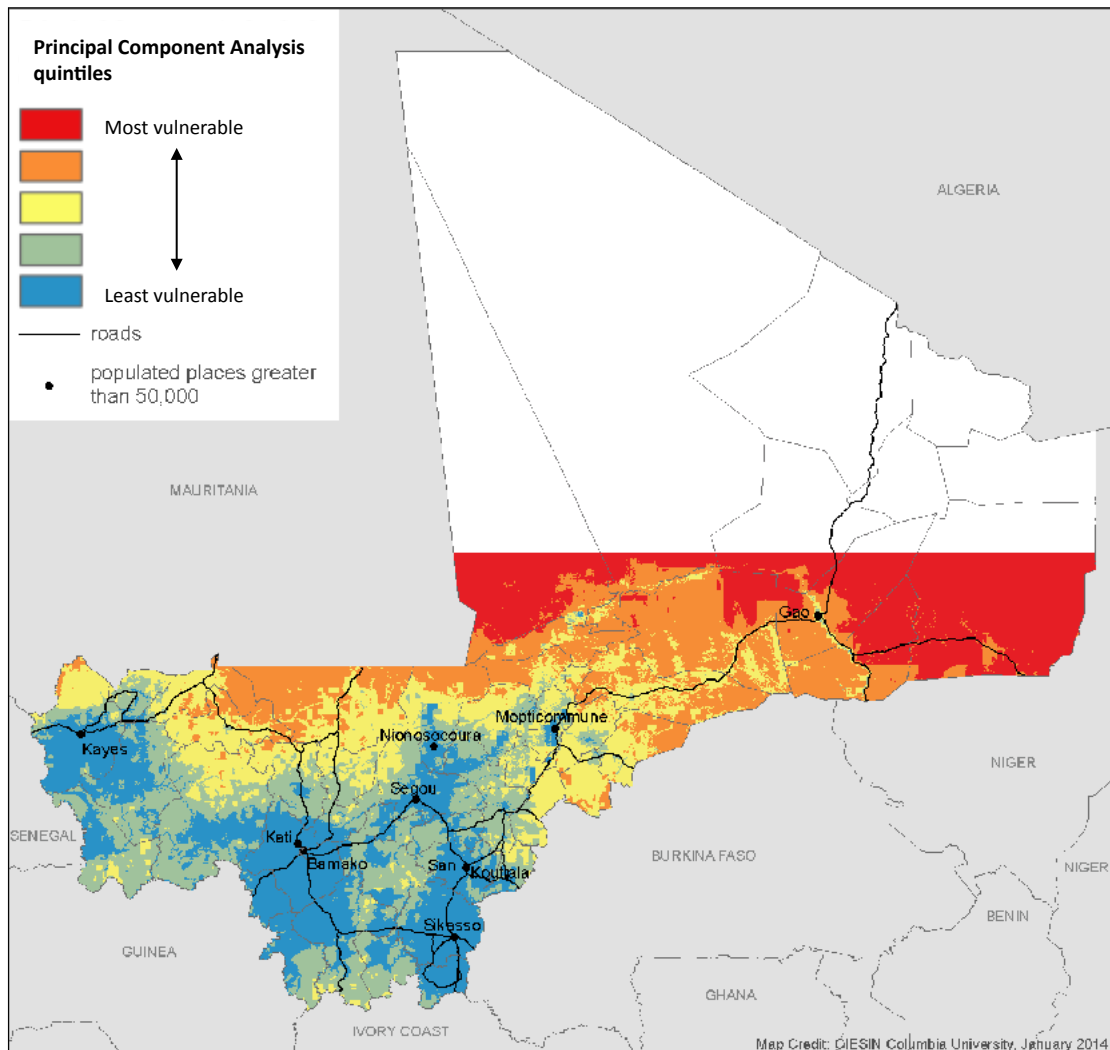 Principal Component Analysis
quintiles
Most vulnerable
Least vulnerable
roads
populated places greater
than 50,000
ALGERIA
MAURITANIA
Gao
Mopticommune
Kayes
Nionosocoura
NIGER
Segou
SENEGAL
Kati
Bamako
San
Koutiala
BURKINA FASO
NIGER
BENIN
Sikasso
GUINEA
GHANA
IVORY COAST
Map Credit: CIESIN Columbia University, January 2014